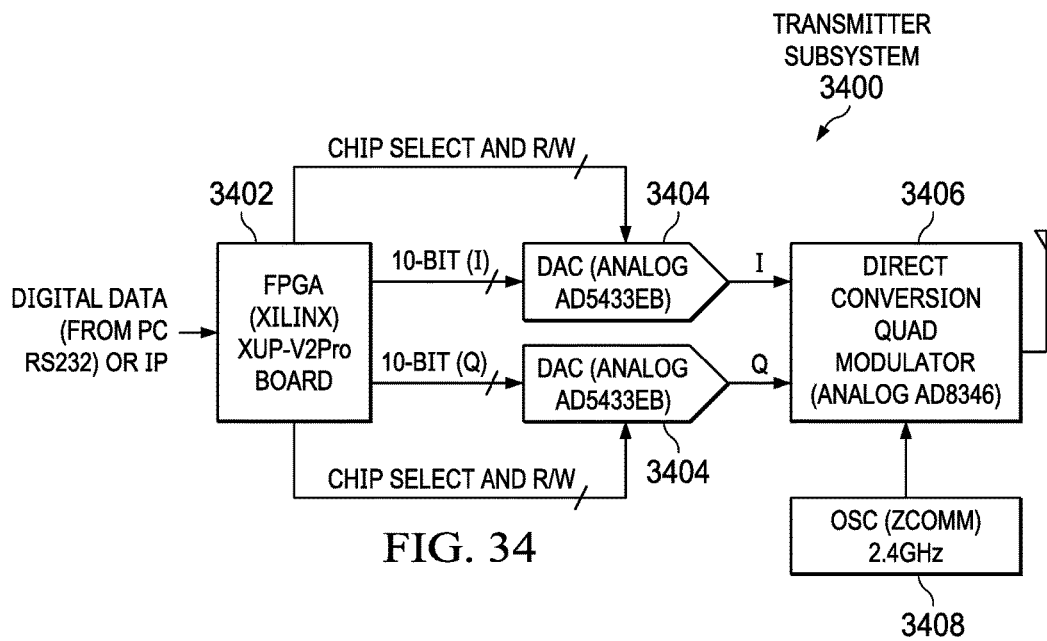 TRANSMITTER
SUBSYSTEM
3400
CHIP SELECT AND R/W
3402
3404
3406
DIGITAL DATA
(FROM PC
RS232) OR IP
FPGA
(XILINX)
XUP-V2Pro
BOARD
10-BIT (I)
10-BIT (Q)
DAC (ANALOG
AD5433EB)
I
DAC (ANALOG
AD5433EB)
Q
DIRECT
CONVERSION
QUAD
MODULATOR
(ANALOG AD8346)
CHIP SELECT AND R/W
3404
OSC (ZCOMM)
2.4GHz
3408
FIG. 34